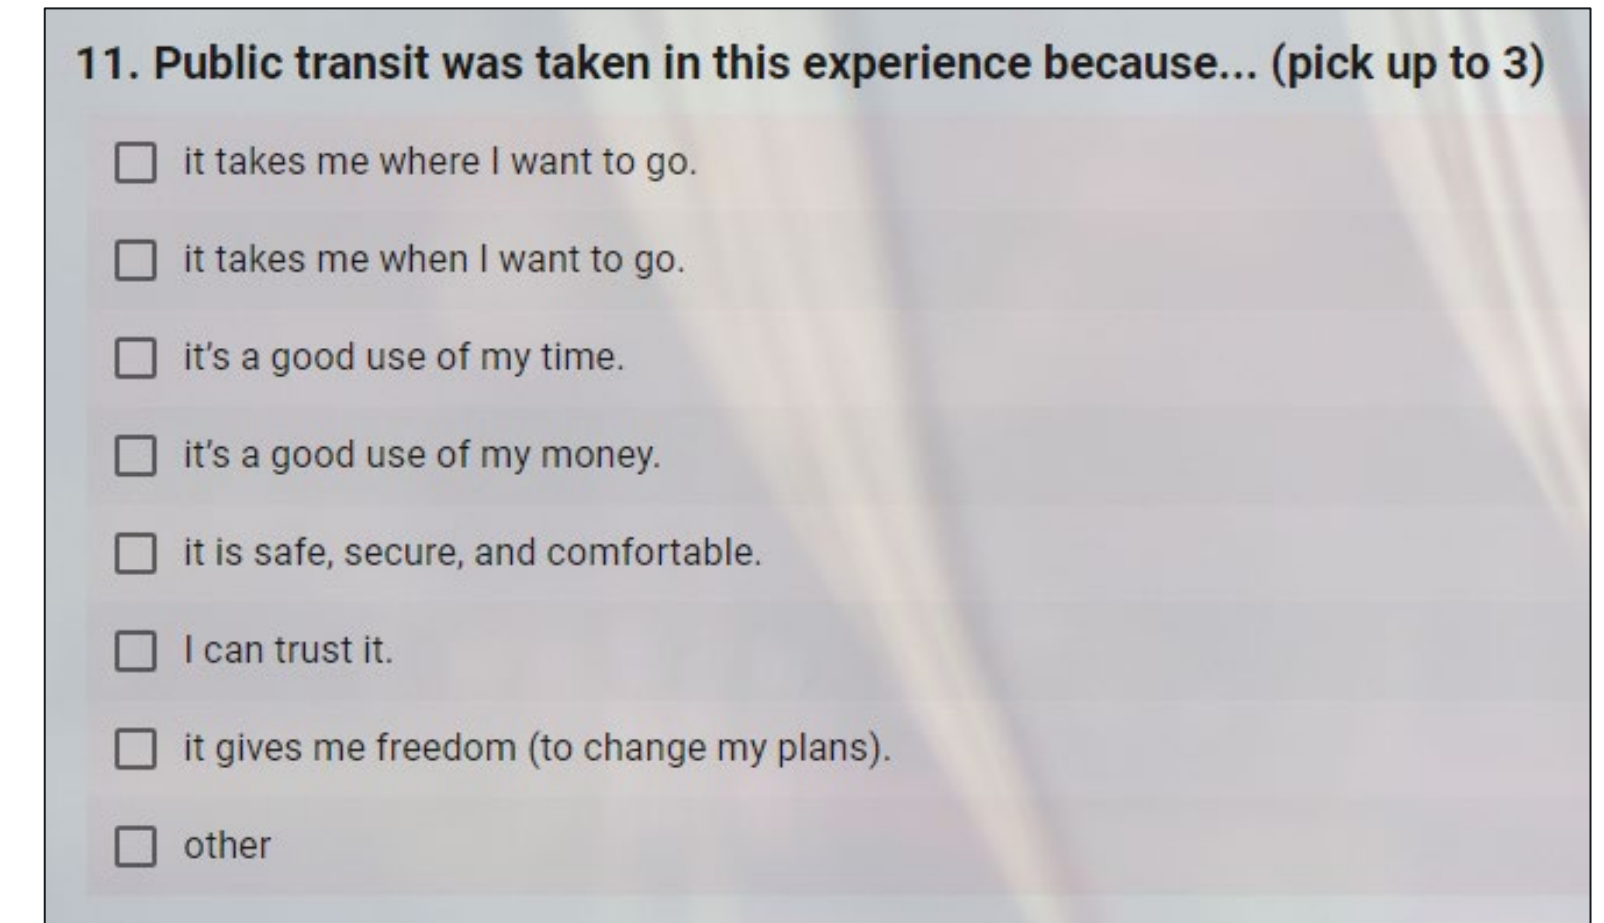 11. Public transit was taken in this experience because... (pick up to 3)
it takes me where I want to go.
it takes me when I want to go.
it’s a good use of my time.
it’s a good use of my money.
it is safe, secure, and comfortable.
I can trust it.
it gives me freedom (to change my plans).
other